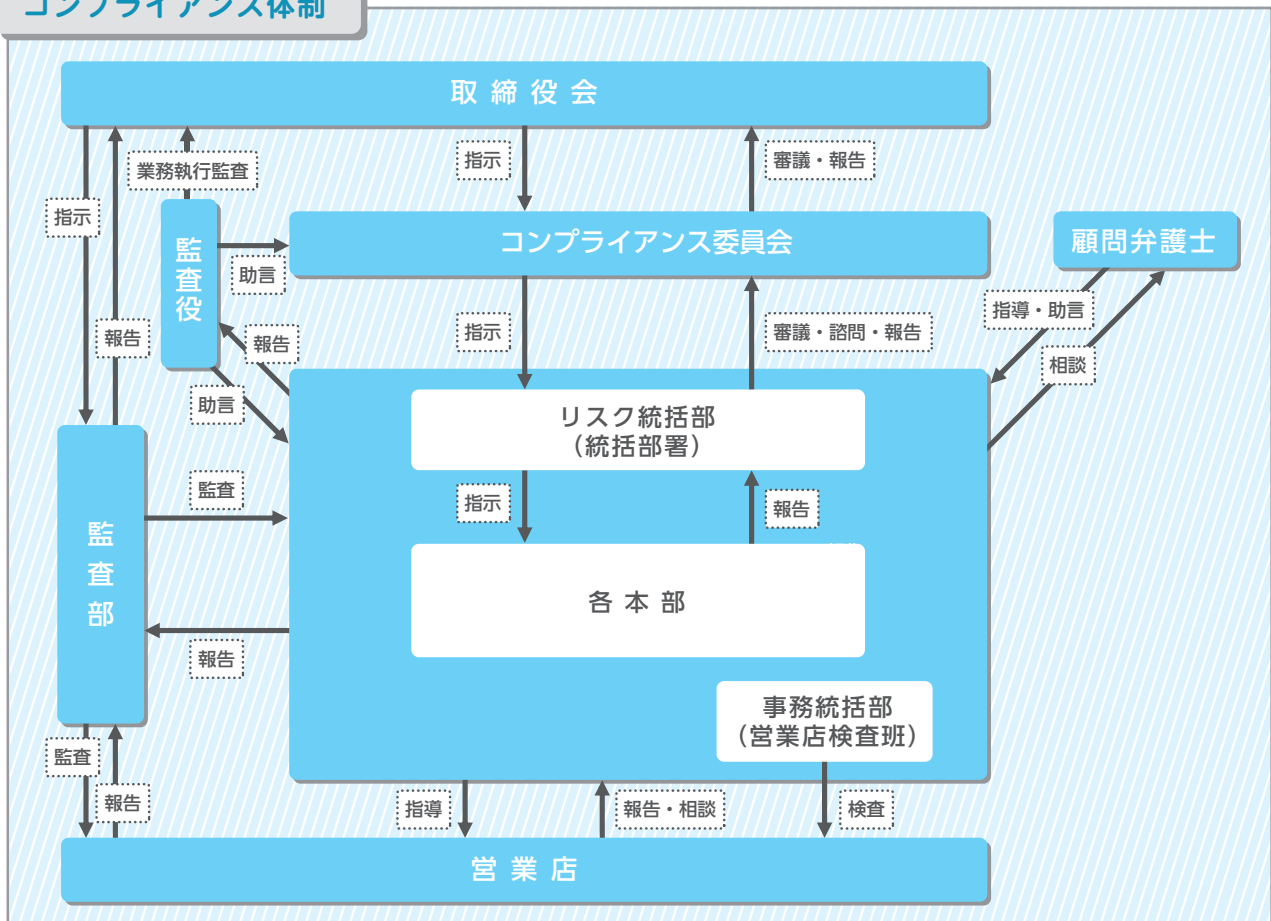 コンプライアンス体制
取締役会
業務執行監査
指示
審議・報告
指示
監査役
コンプライアンス委員会
顧問弁護士
助言
指導・助言
報告
報告
指示
審議・諮問・報告
相談
助言
リスク統括部
（統括部署）
監査
指示
報告
監査部
各本部
報告
事務統括部
（営業店検査班）
監査
報告
指導
報告・相談
検査
営業店